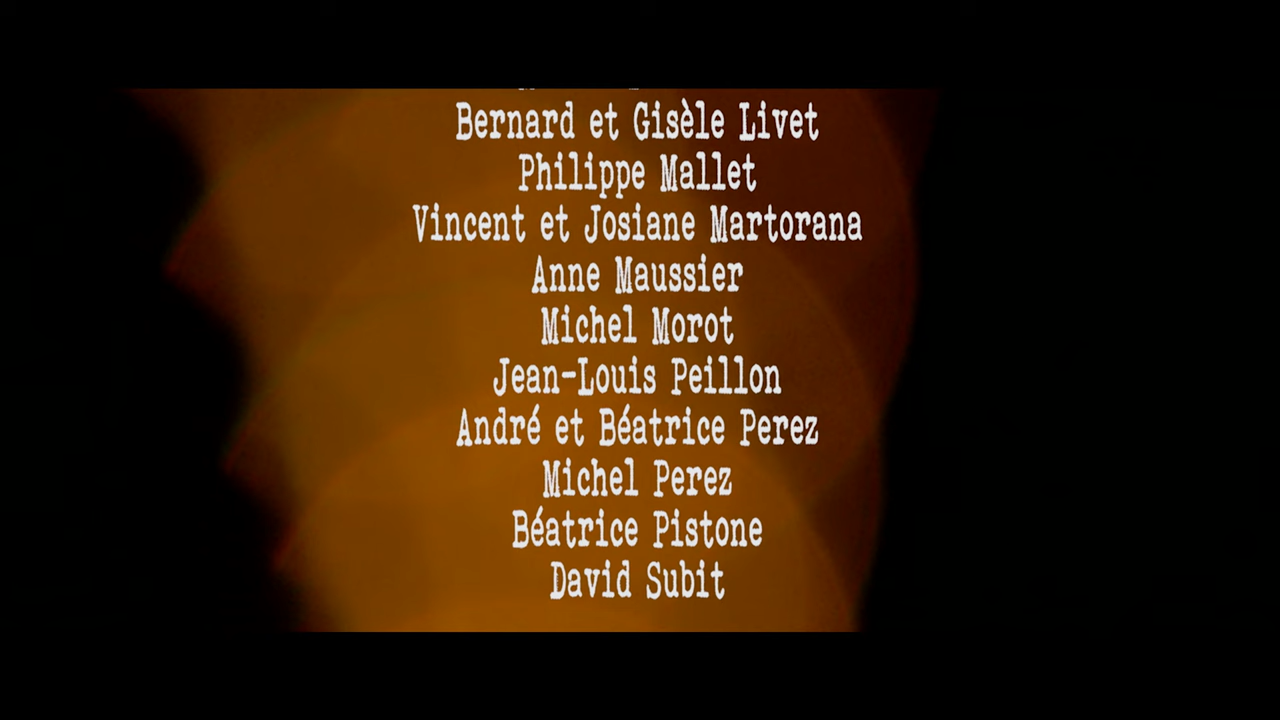 Bernard et Gisèle Livet
Philippe Mallet
Vincent et Josiane Martorana
Anne Maussier
Michel Morot
Jean-Louis Peillon
André et Béatrice Perez
Michel Perez
Béatrice Pistone
David Subit